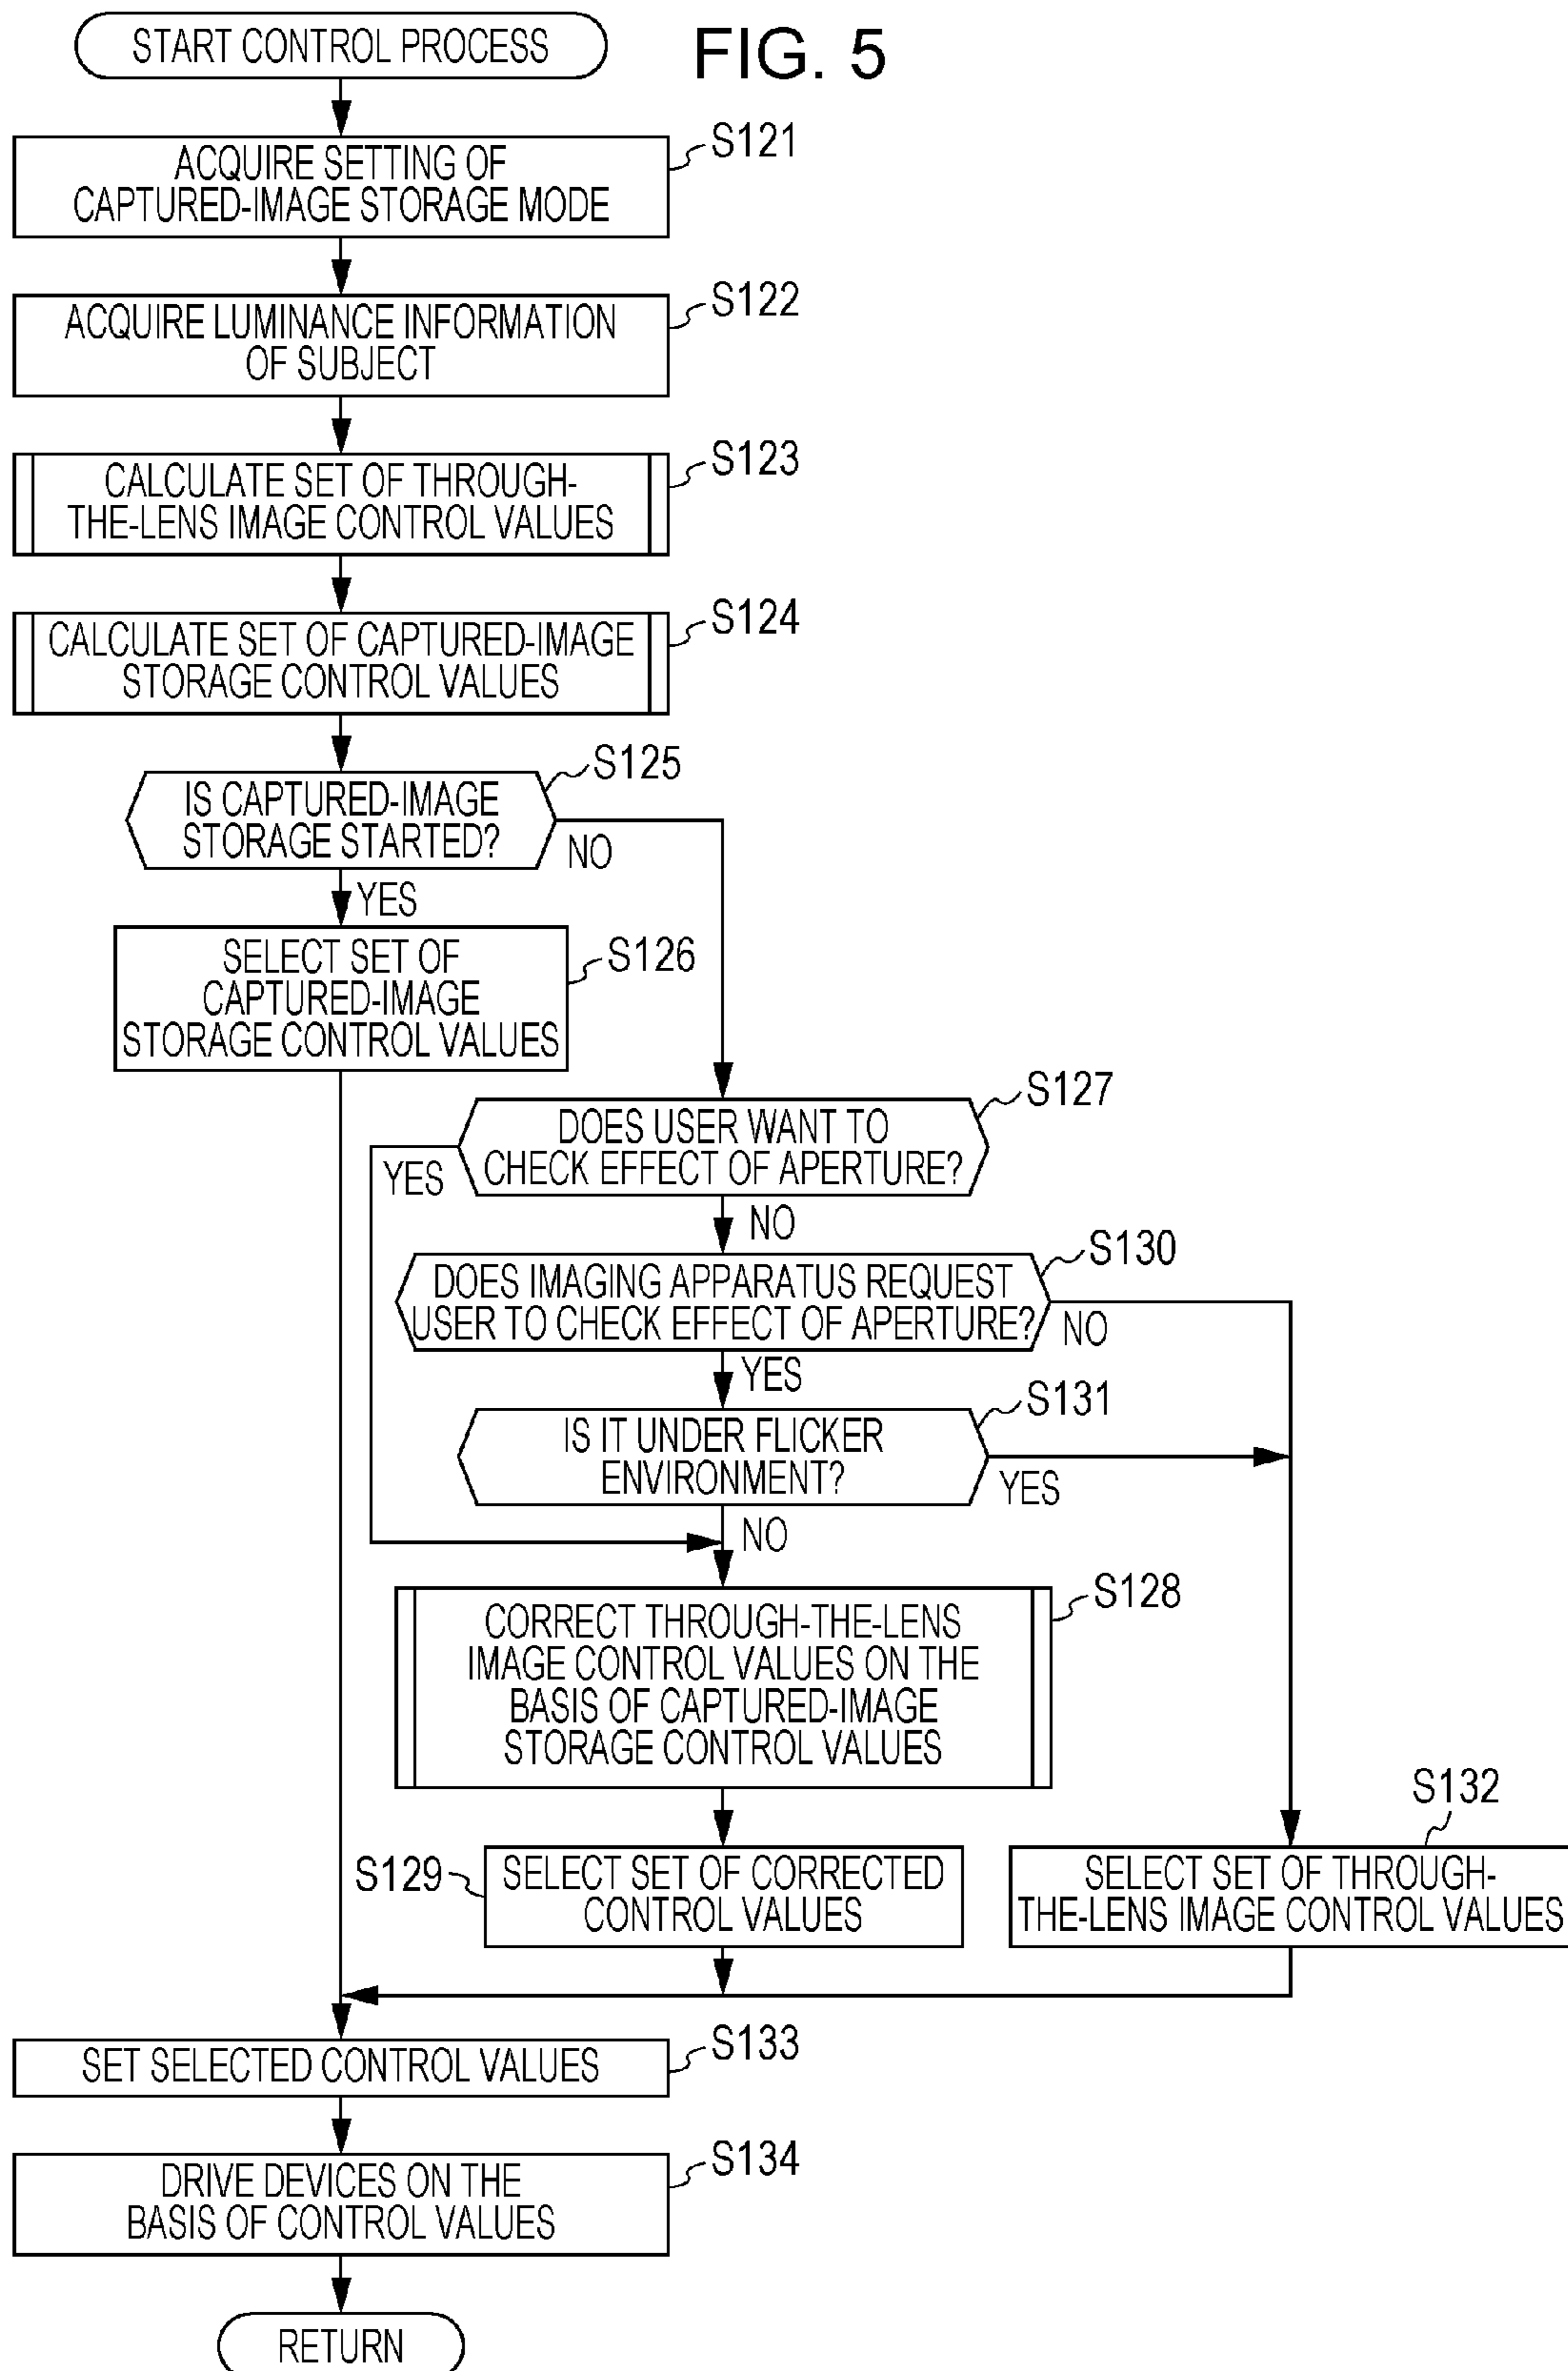 START CONTROL PROCESS
FIG. 5
S121
ACQUIRE SETTING OF
CAPTURED-IMAGE STORAGE MODE
S122
ACQUIRE LUMINANCE INFORMATION
OF SUBJECT
S123
CALCULATE SET OF THROUGH-
THE-LENS IMAGE CONTROL VALUES
S124
CALCULATE SET OF CAPTURED-IMAGE
STORAGE CONTROL VALUES
S125
IS CAPTURED-IMAGE
STORAGE STARTED?
NO
YES
S126
SELECT SET OF
CAPTURED-IMAGE
STORAGE CONTROL VALUES
S127
DOES USER WANT TO
CHECK EFFECT OF APERTURE?
YES
NO
S130
DOES IMAGING APPARATUS REQUEST
USER TO CHECK EFFECT OF APERTURE?
NO
YES
S131
IS IT UNDER FLICKER
ENVIRONMENT?
YES
NO
S128
CORRECT THROUGH-THE-LENS
IMAGE CONTROL VALUES ON THE
BASIS OF CAPTURED-IMAGE
STORAGE CONTROL VALUES
S129
SELECT SET OF CORRECTED
CONTROL VALUES
S132
SELECT SET OF THROUGH-
THE-LENS IMAGE CONTROL VALUES
S133
SET SELECTED CONTROL VALUES
S134
DRIVE DEVICES ON THE
BASIS OF CONTROL VALUES
RETURN